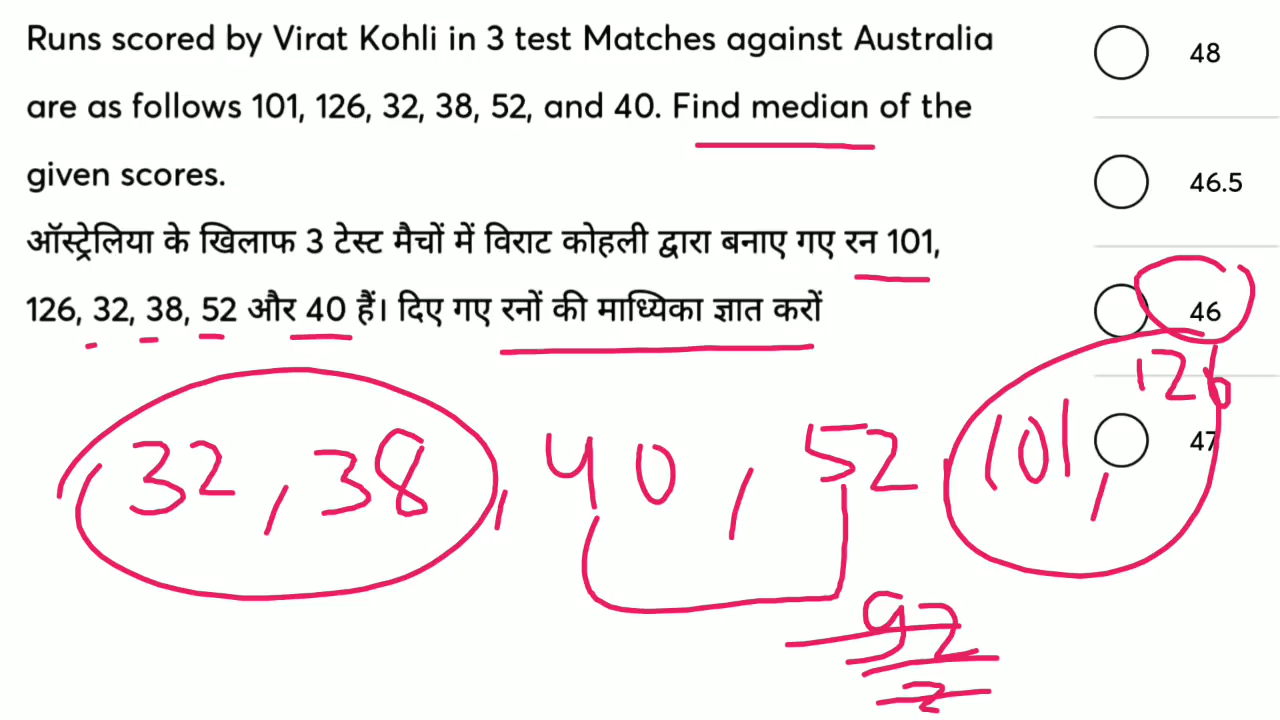 Runs scored by Virat Kohli in 3 test Matches against Australia
are as follows 101, 126, 32, 38, 52, and 40. Find median of the
given scores.
ऑस्ट्रेलिया के खिलाफ 3 टेस्ट मैचों में विराट कोहली द्वारा बनाए गए रन 101,
126, 32, 38, 52 और 40 हैं। दिए गए रनों की माध्यिका ज्ञात करों
48
46.5
46
47
, 32, 38, 40, 52, 101, 126
92
2